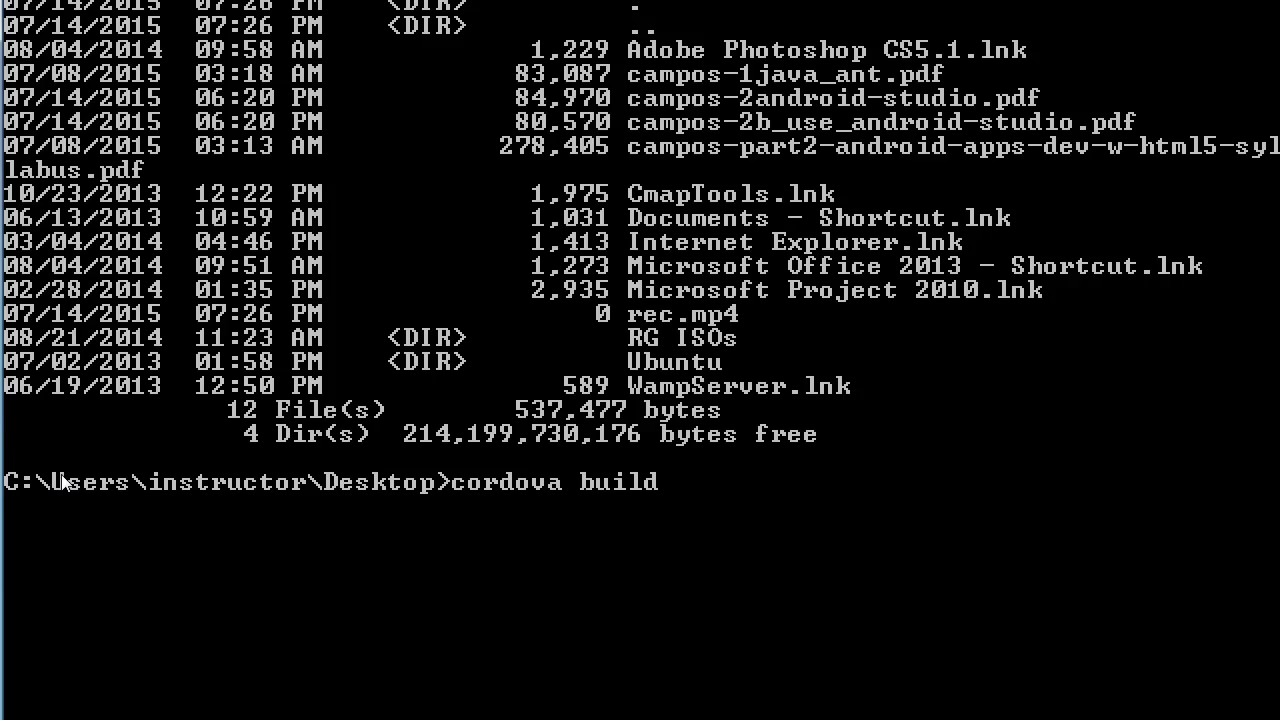 07/14/2015  07:26 PM    <DIR>          .
07/14/2015  07:26 PM    <DIR>          ..
08/04/2014  09:58 AM             1,229 Adobe Photoshop CS5.1.lnk
07/08/2015  03:18 AM            83,087 campos-1java_ant.pdf
07/14/2015  06:20 PM            84,970 campos-2android-studio.pdf
07/14/2015  06:20 PM            80,570 campos-2b_use_android-studio.pdf
07/08/2015  03:13 AM           278,405 campos-part2-android-apps-dev-w-html5-syl
labus.pdf
10/23/2013  12:22 PM             1,975 CmapTools.lnk
06/13/2013  10:59 AM             1,031 Documents - Shortcut.lnk
03/04/2014  04:46 PM             1,413 Internet Explorer.lnk
08/04/2014  09:51 AM             1,273 Microsoft Office 2013 - Shortcut.lnk
02/28/2014  01:35 PM             2,935 Microsoft Project 2010.lnk
07/14/2015  07:26 PM                 0 rec.mp4
08/21/2014  11:23 AM    <DIR>          RG ISOs
07/02/2013  01:58 PM    <DIR>          Ubuntu
06/19/2013  12:50 PM               589 WampServer.lnk
12 File(s)        537,477 bytes
4 Dir(s)  214,199,730,176 bytes free
C:\Users\instructor\Desktop>cordova build